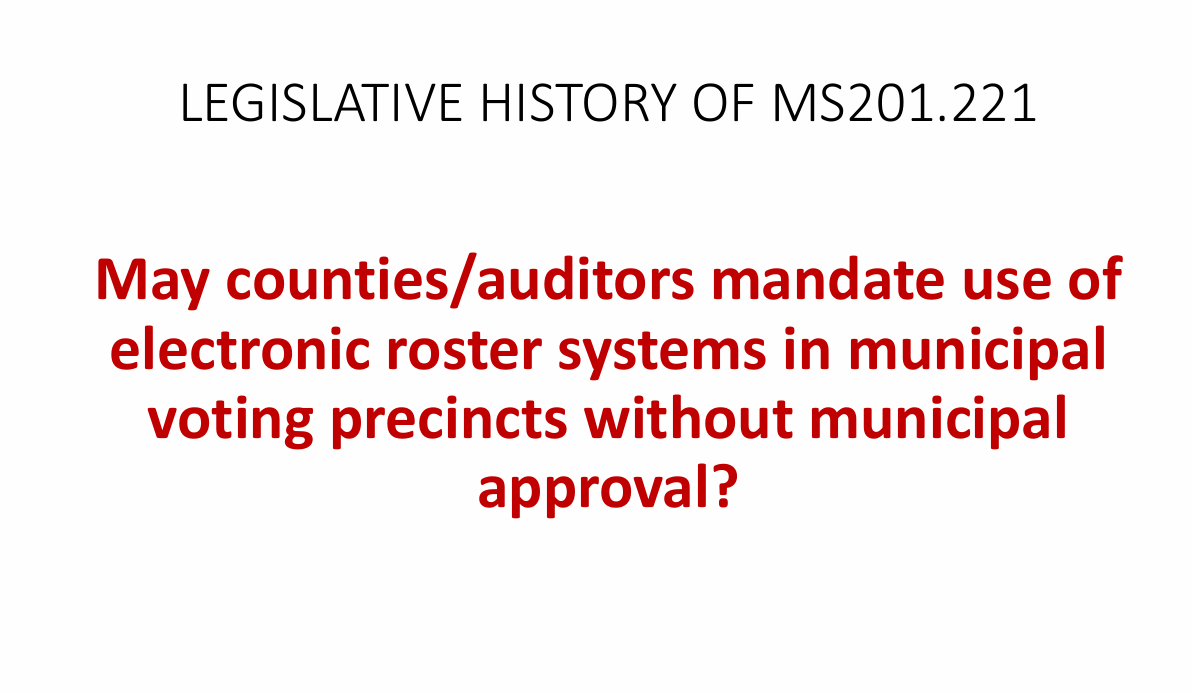 LEGISLATIVE HISTORY OF MS201.221
May counties/auditors mandate use of
electronic roster systems in municipal
voting precincts without municipal
approval?